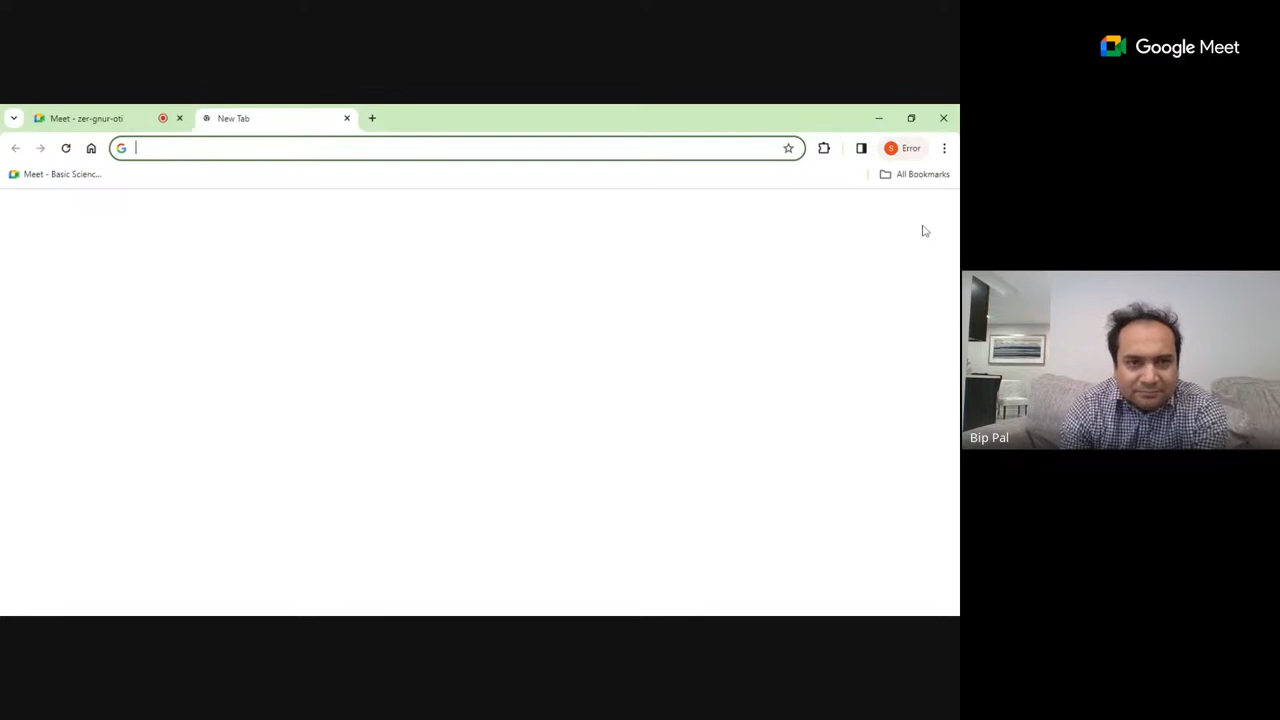 Google Meet
Meet - zer-gnur-oti
New Tab
S Error
Meet - Basic Scienc...
All Bookmarks
Bip Pal